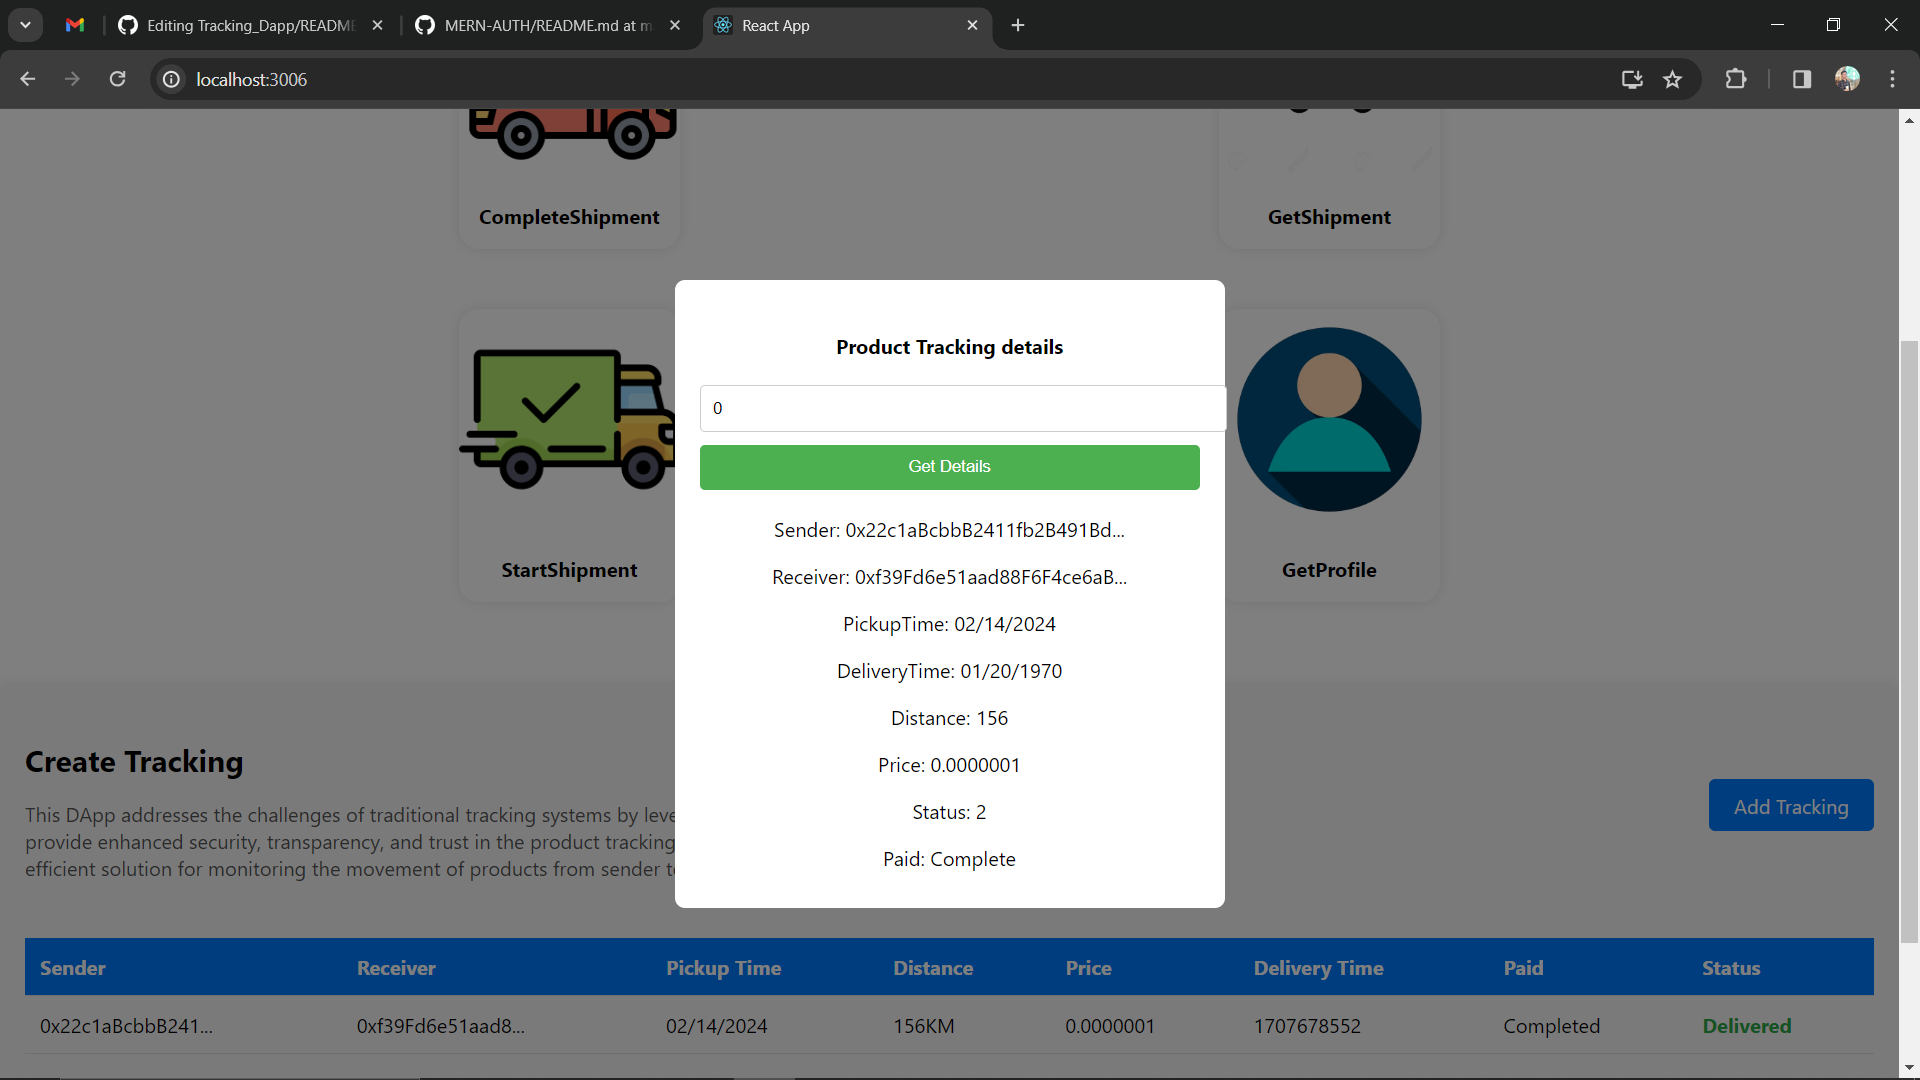 Editing Tracking_Dapp/README
MERN-AUTH/README.md at m
React App
localhost:3006
CompleteShipment
GetShipment
Product Tracking details
0
Get Details
Sender: 0x22c1aBcbbB2411fb2B491Bd...
Receiver: 0xf39Fd6e51aad88F6F4ce6aB...
PickupTime: 02/14/2024
DeliveryTime: 01/20/1970
Distance: 156
Price: 0.0000001
Status: 2
Paid: Complete
StartShipment
GetProfile
Create Tracking
This DApp addresses the challenges of traditional tracking systems by leve
provide enhanced security, transparency, and trust in the product tracking
efficient solution for monitoring the movement of products from sender t
Add Tracking
Sender Receiver Pickup Time Distance Price Delivery Time Paid Status
0x22c1aBcbbB241... 0xf39Fd6e51aad8... 02/14/2024 156KM 0.0000001 1707678552 Completed Delivered